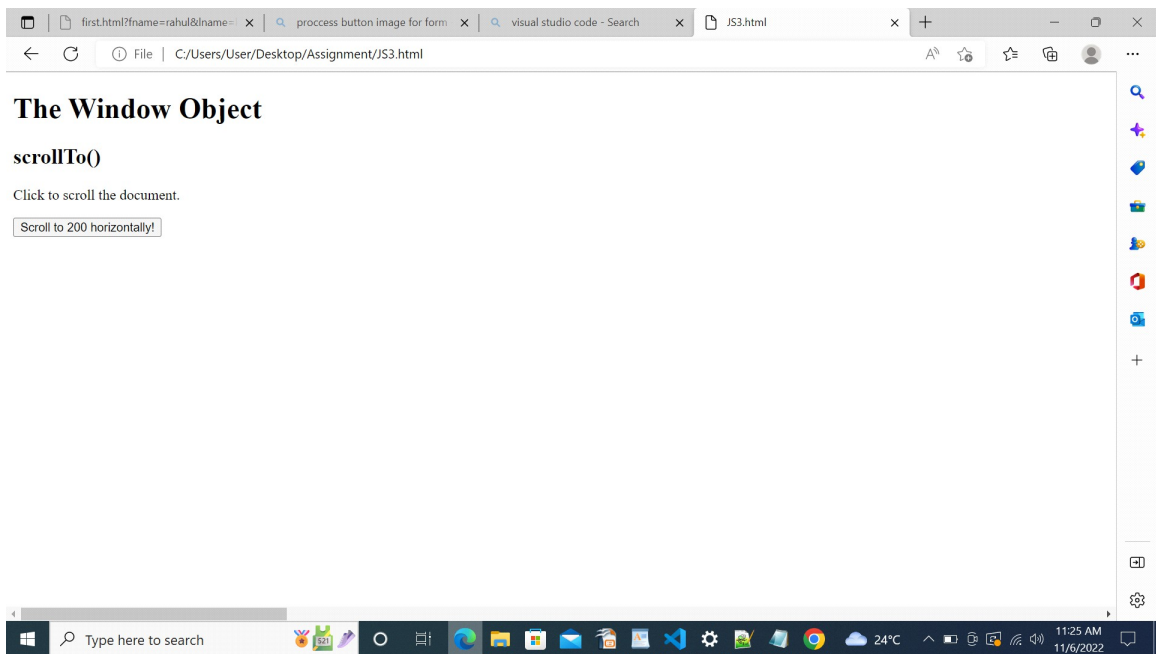 first.html?fname=rahul&lname=
proccess button image for form
visual studio code - Search
JS3.html
File
C:/Users/User/Desktop/Assignment/JS3.html
The Window Object
scrollTo()
Click to scroll the document.
Scroll to 200 horizontally!
Type here to search
521
24°C
11:25 AM
11/6/2022